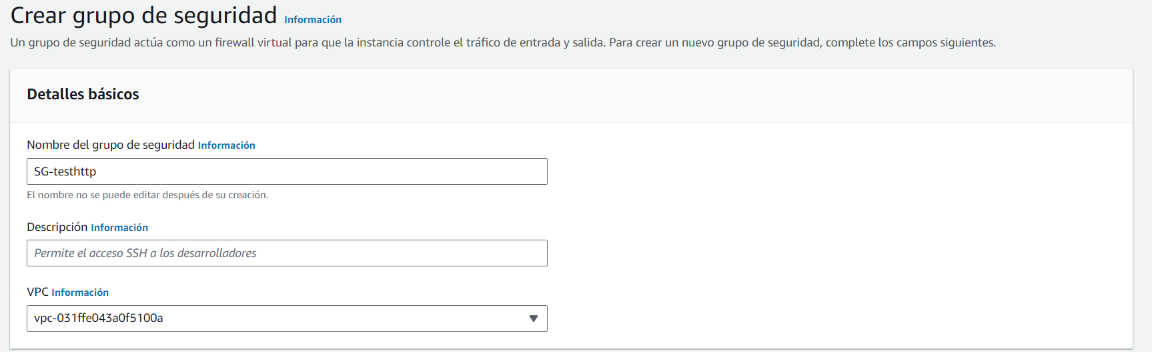 Crear grupo de seguridad Información
Un grupo de seguridad actúa como un firewall virtual para que la instancia controle el tráfico de entrada y salida. Para crear un nuevo grupo de seguridad, complete los campos siguientes.
Detalles básicos
Nombre del grupo de seguridad Información
SG-testhttp
El nombre no se puede editar después de su creación.
Descripción Información
Permite el acceso SSH a los desarrolladores
VPC Información
vpc-031ffe043a0f5100a